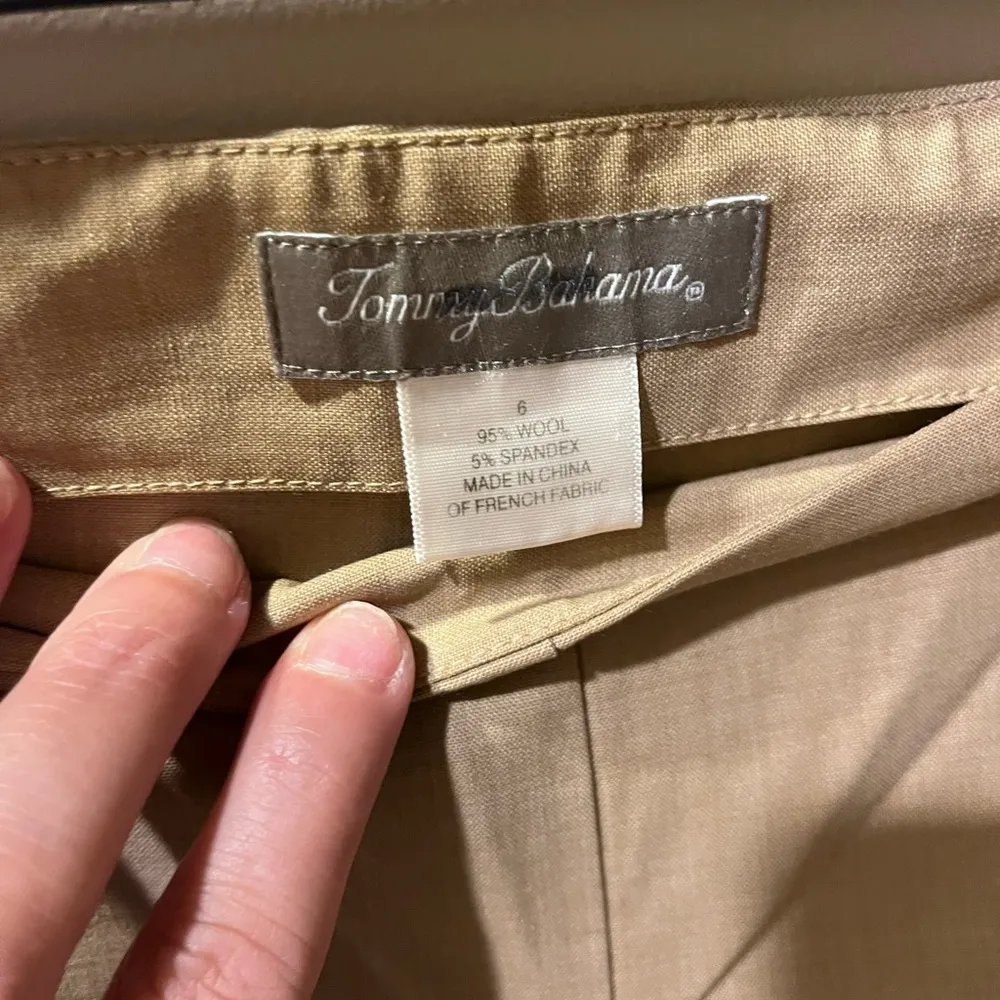 Tommy Bahama®
6
95% WOOL
5% SPANDEX
MADE IN CHINA
OF FRENCH FABRIC